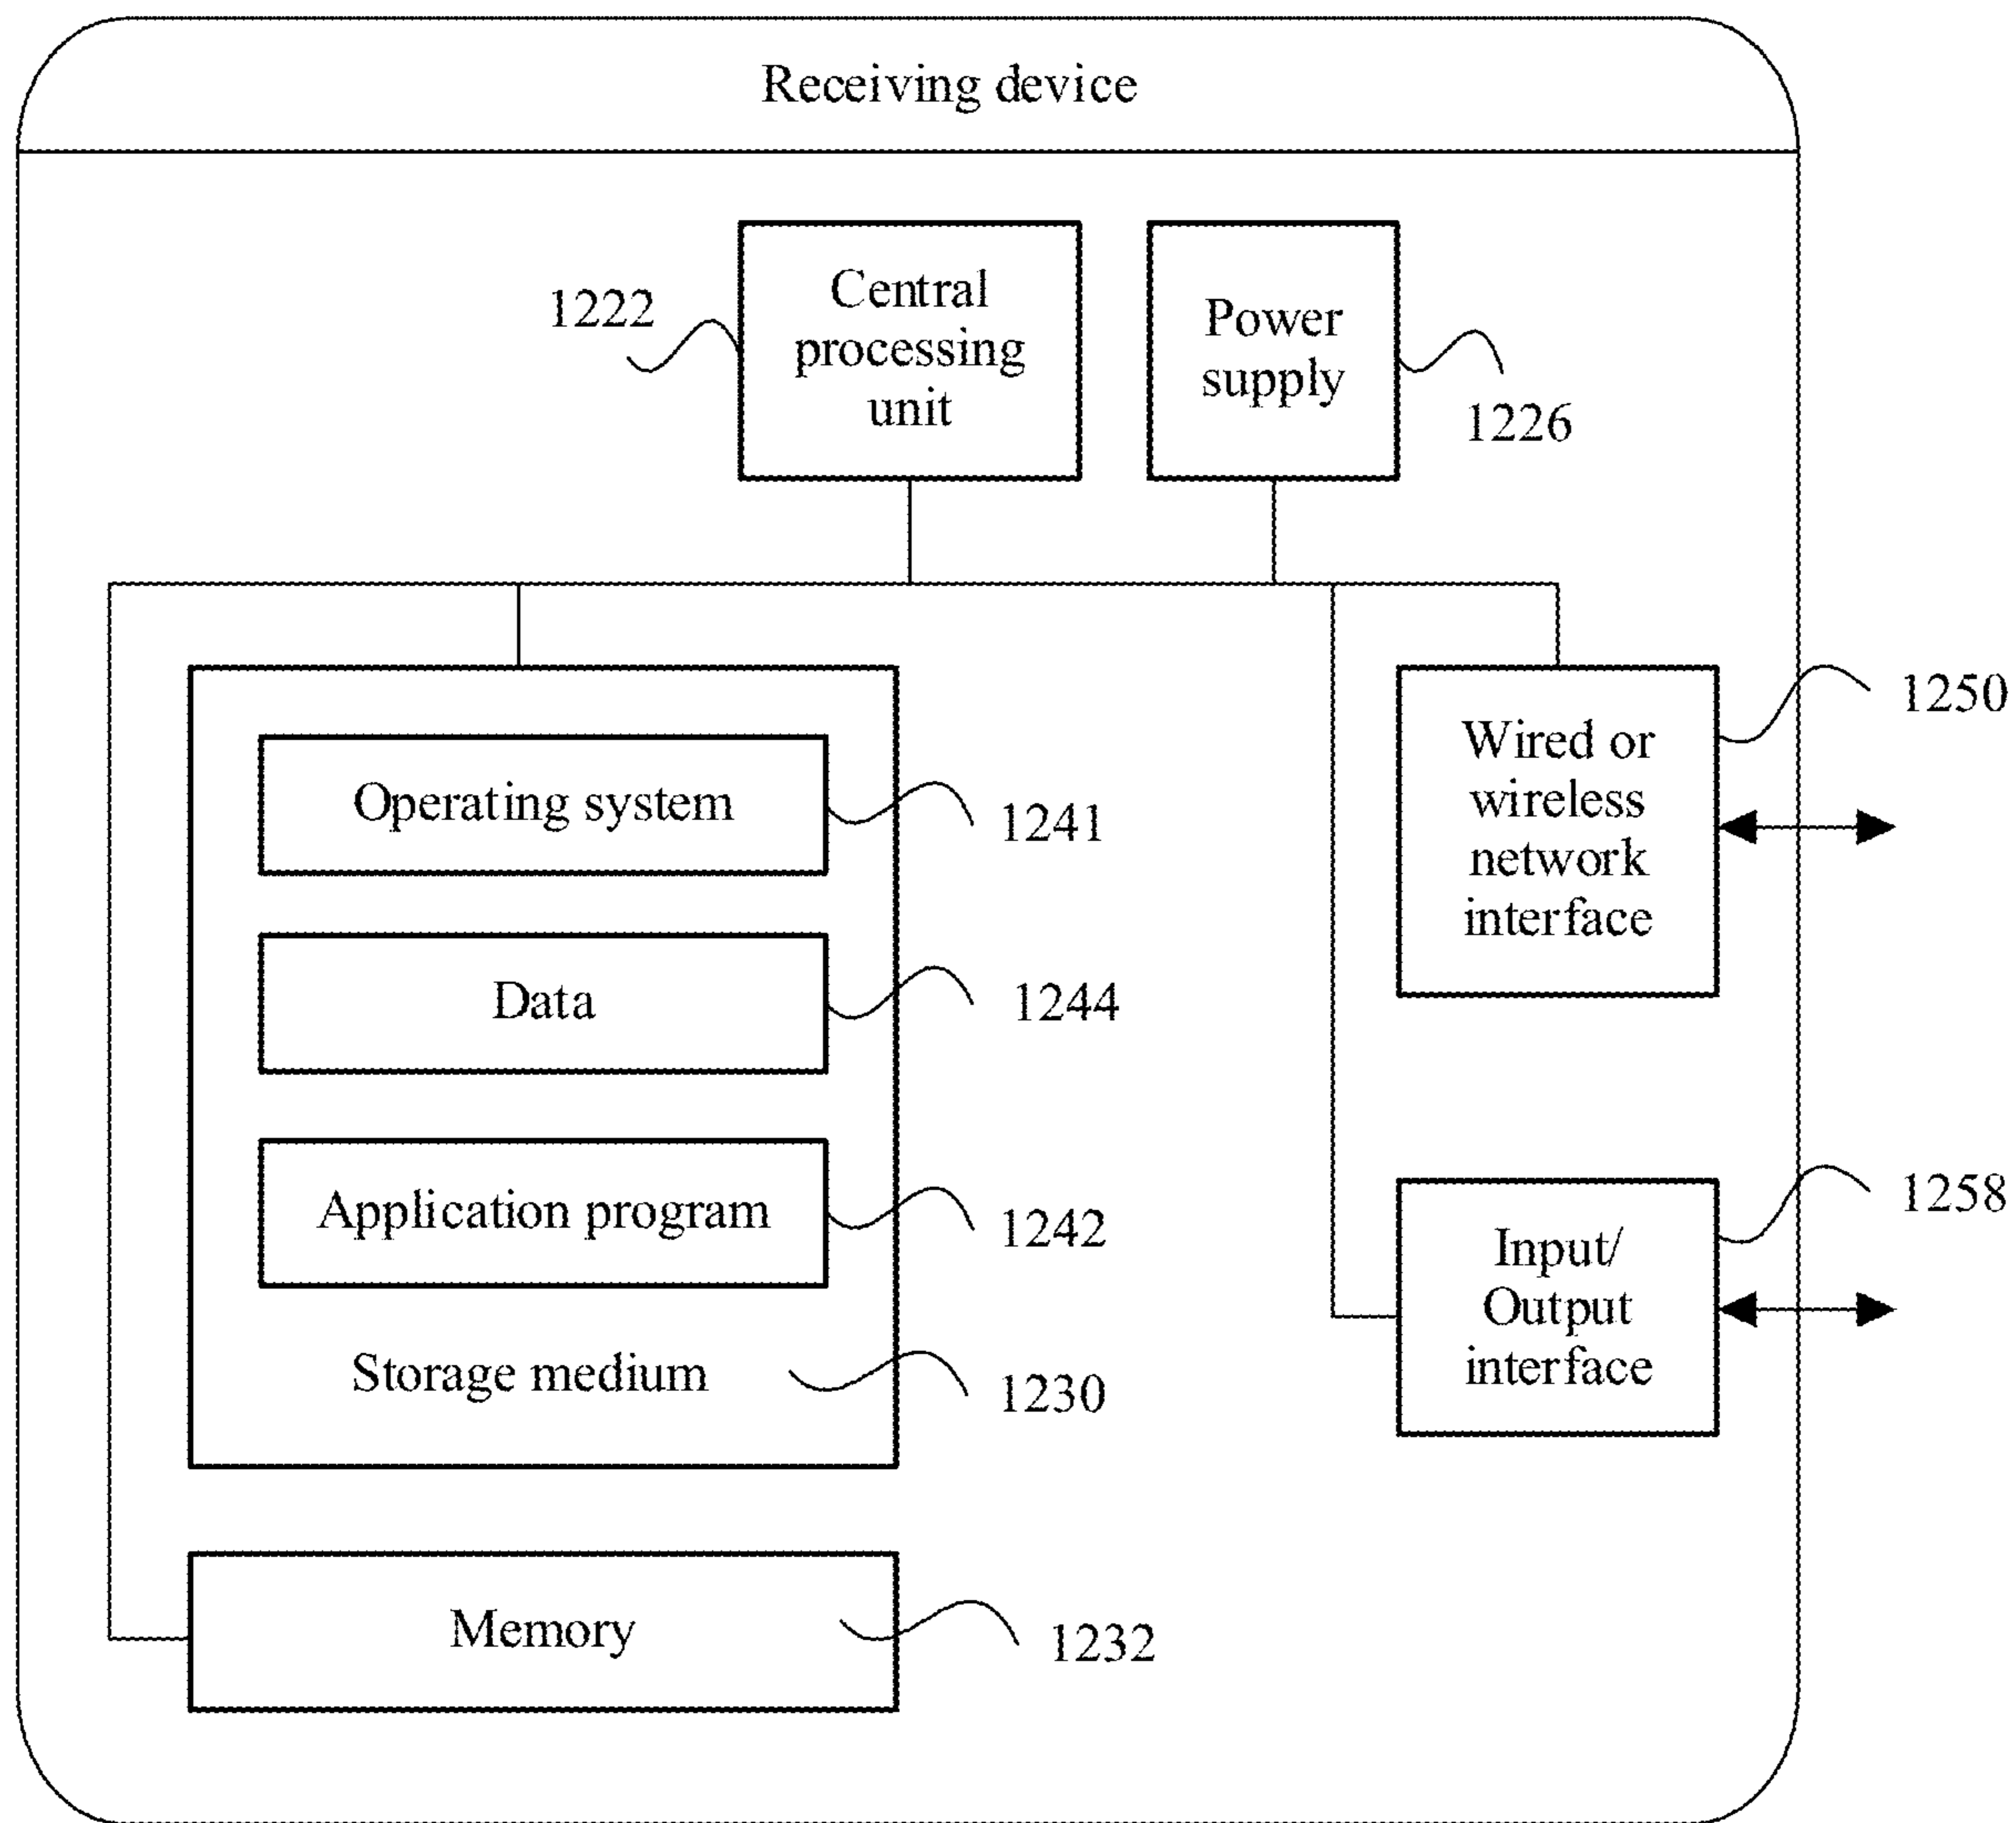 Receiving device
1222
Central
processing
unit
Power
supply
1226
Operating system
1241
Data
1244
Application program
1242
Storage medium
1230
Memory
1232
Wired or
wireless
network
interface
1250
Input/
Output
interface
1258